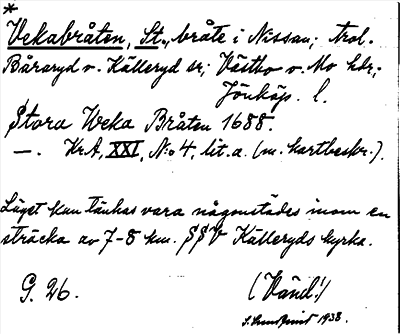 *
Vekabråten, St., bråte i Nissan; trol.
Båraryd o. Källeryd sr; Västbo o. Mo hdr;
Jönköp. l.
Stora Weka Bråten 1688.
—. KrA, XXI, N:o 4, lit. a. (m. kartbeskr.).
Läget kan tänkas vara någonstädes inom en
sträcka av 7-8 km. SSV Källeryds kyrka.
G. 26.
(Vänd!)
1938.